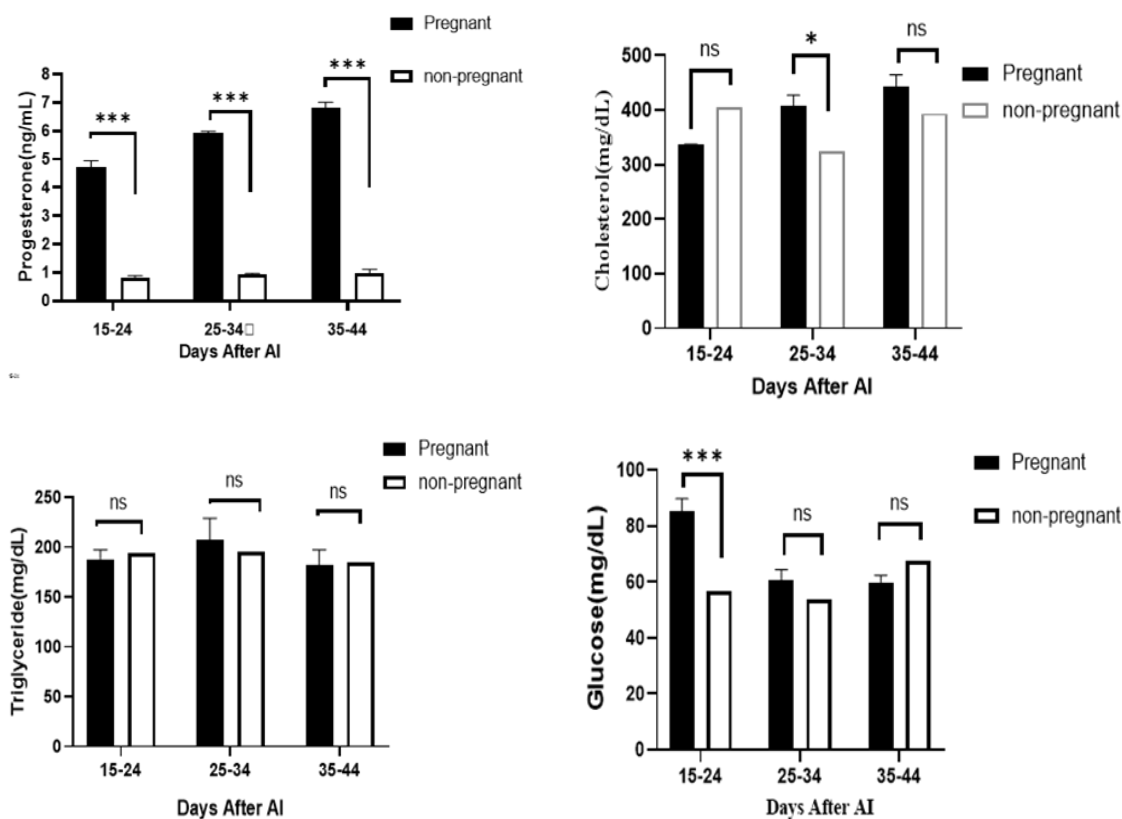 Pregnant
non-pregnant
Progesterone(ng/mL)
9
8
7
6
5
4
3
2
1
0
***
***
***
15-24
25-34□
35-44
Days After AI
Pregnant
non-pregnant
Cholesterol(mg/dL)
500
400
300
200
100
0
ns
*
ns
15-24
25-34
35-44
Days After AI
Pregnant
non-pregnant
Triglyceride(mg/dL)
250
200
150
100
50
0
ns
ns
ns
15-24
25-34
35-44
Days After AI
Pregnant
non-pregnant
Glucose(mg/dL)
100
80
60
40
20
0
***
ns
ns
15-24
25-34
35-44
Days After AI